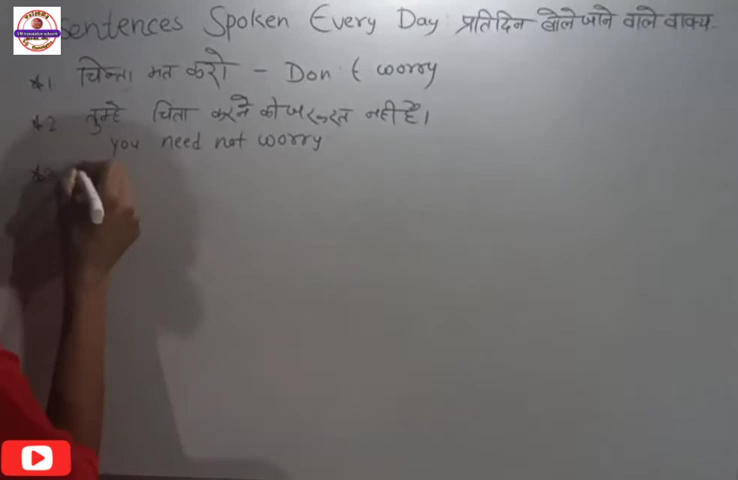 Sentences Spoken Every Day प्रतिदिन बोले जाने वाले वाक्य
*1 चिन्ता मत करो - Don't worry
*2 तुम्हे चिंता करने की जरूरत नहीं है।
you need not worry